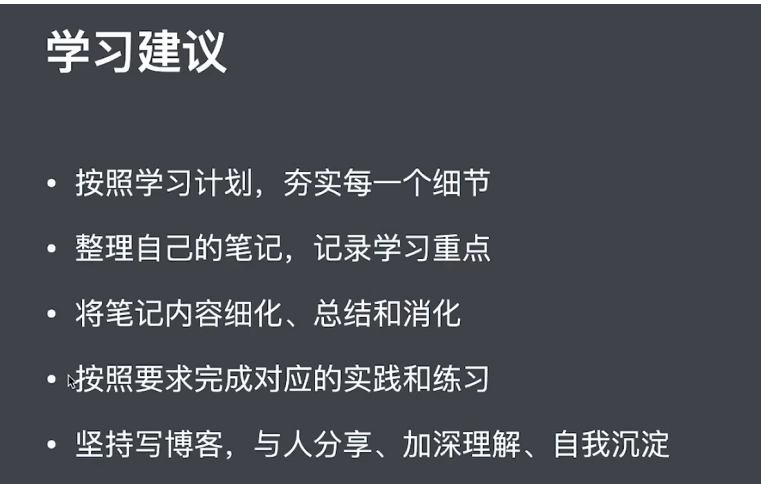 学习建议
• 按照学习计划，夯实每一个细节
• 整理自己的笔记，记录学习重点
• 将笔记内容细化、总结和消化
• 按照要求完成对应的实践和练习
• 坚持写博客，与人分享、加深理解、自我沉淀